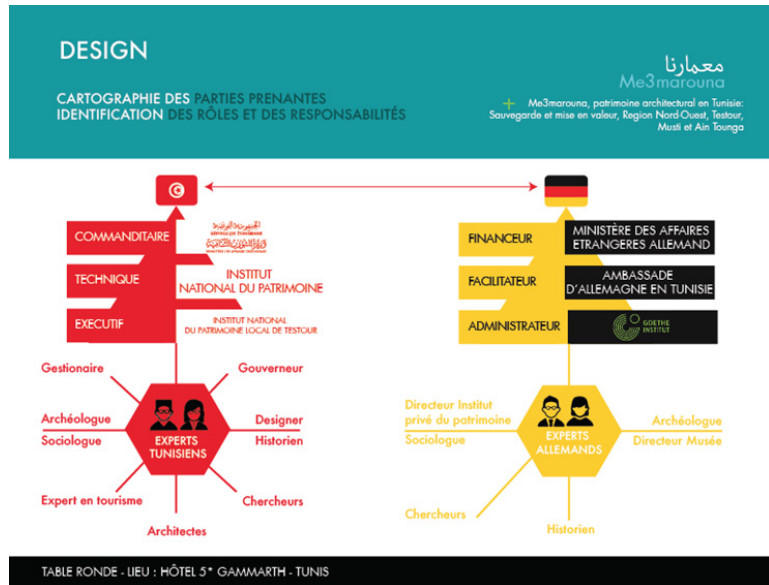 DESIGN
CARTOGRAPHIE DES PARTIES PRENANTES
IDENTIFICATION DES RÔLES ET DES RESPONSABILITÉS
معمارنا
Me3marouna
+ Me3marouna, patrimoine architectural en Tunisie:
Sauvegarde et mise en valeur, Region Nord-Ouest, Testour,
Musti et Ain Tounga
COMMANDITAIRE
TECHNIQUE
INSTITUT
NATIONAL DU PATRIMOINE
EXECUTIF
INSTITUT NATIONAL
DU PATRIMOINE LOCAL DE TESTOUR
FINANCEUR
MINISTÈRE DES AFFAIRES
ETRANGERES ALLEMAND
FACILITATEUR
AMBASSADE
D'ALLEMAGNE EN TUNISIE
ADMINISTRATEUR
GOETHE
INSTITUT
Gestionaire
Gouverneur
Archéologue
Sociologue
Designer
Historien
EXPERTS
TUNISIENS
Expert en tourisme
Chercheurs
Architectes
Directeur Institut
privé du patrimoine
Sociologue
Archéologue
Directeur Musée
EXPERTS
ALLEMANDS
Chercheurs
Historien
TABLE RONDE - LIEU : HÔTEL 5* GAMMARTH - TUNIS